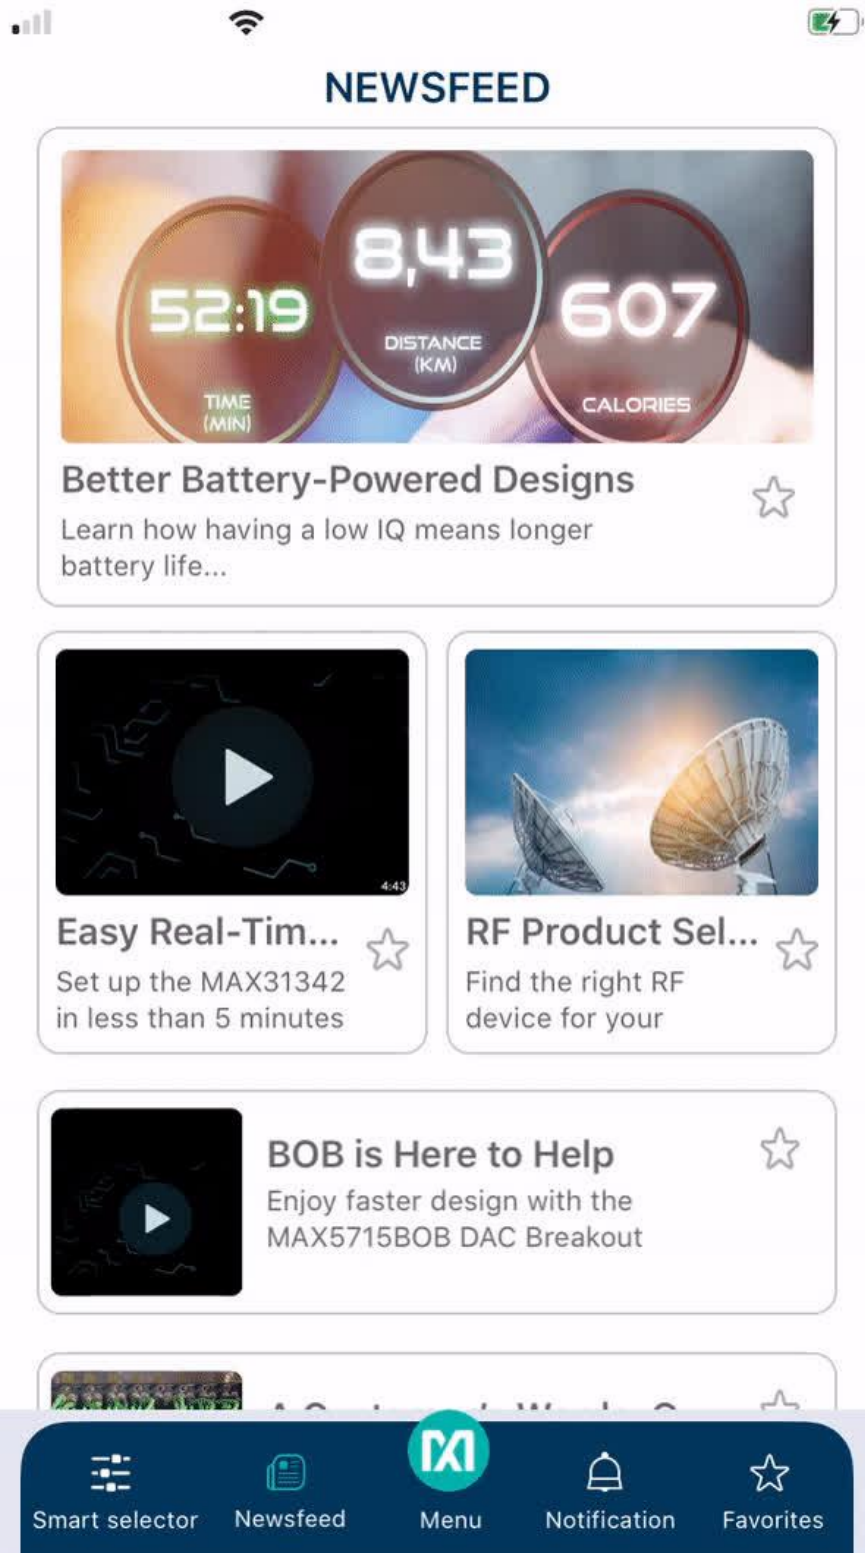 NEWSFEED
52:19
TIME
(MIN)
8,43
DISTANCE
(KM)
607
CALORIES
Better Battery-Powered Designs
Learn how having a low IQ means longer
battery life...
4:43
Easy Real-Tim...
Set up the MAX31342
in less than 5 minutes
RF Product Sel...
Find the right RF
device for your
BOB is Here to Help
Enjoy faster design with the
MAX5715BOB DAC Breakout
Smart selector
Newsfeed
Menu
Notification
Favorites